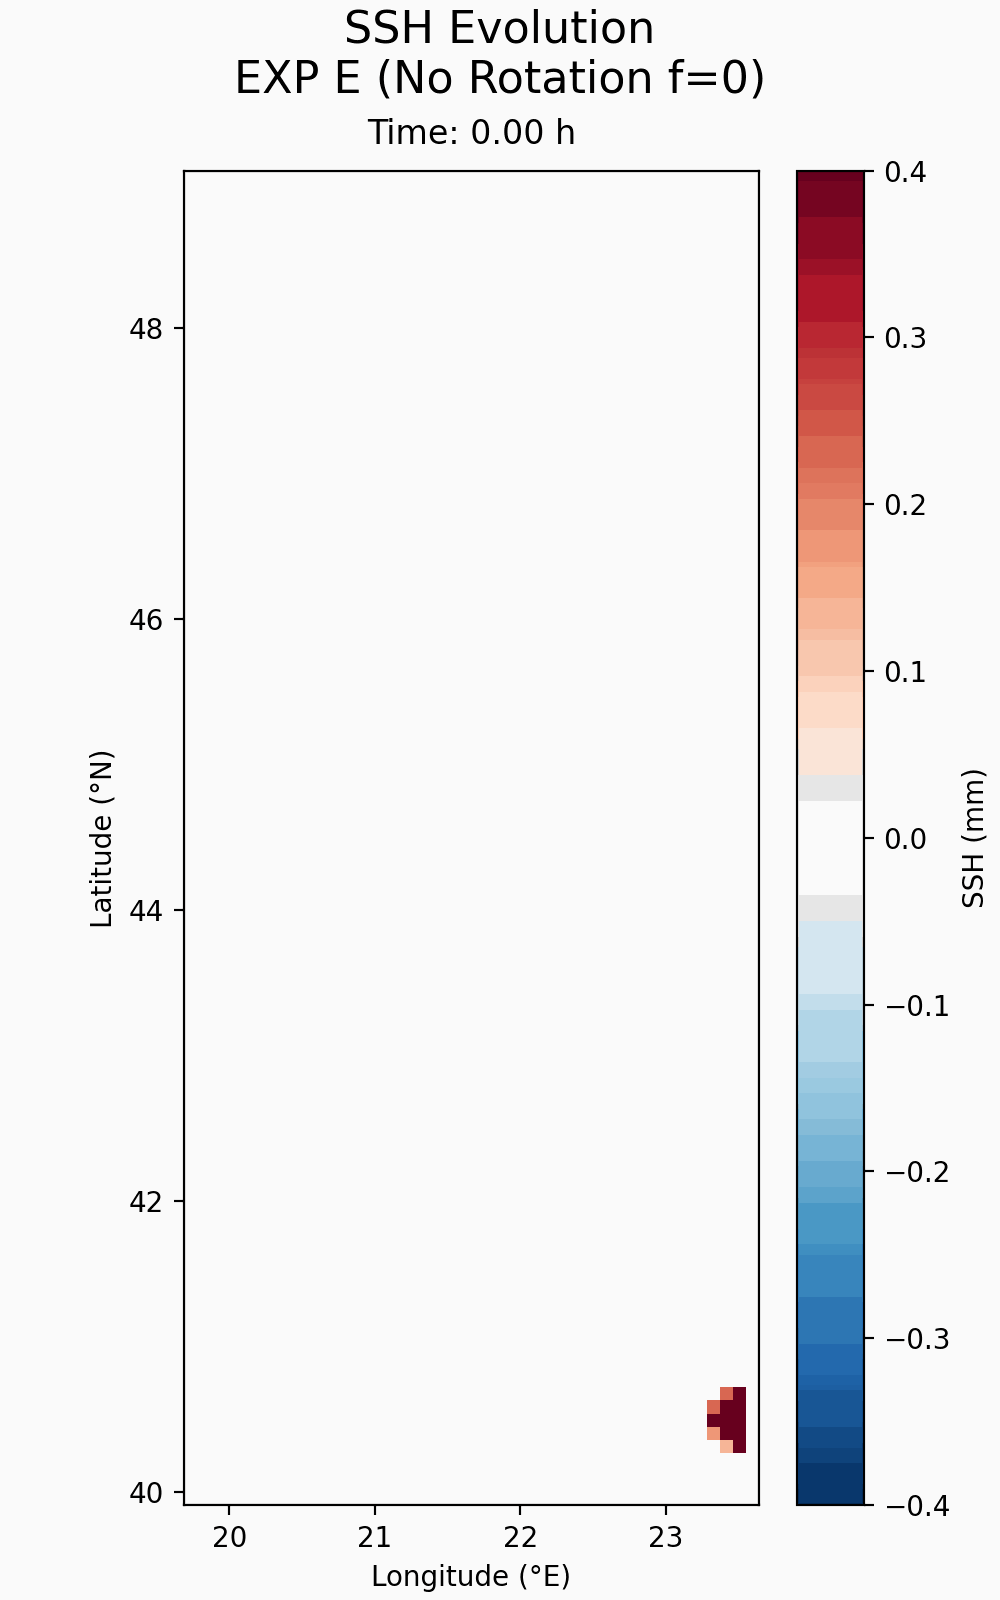 SSH Evolution
EXP E (No Rotation f=0)
Time: 0.00 h
0.4
0.3
0.2
0.1
0.0
−0.1
−0.2
−0.3
−0.4
SSH (mm)
48
46
44
42
40
Latitude (°N)
20 21 22 23
Longitude (°E)